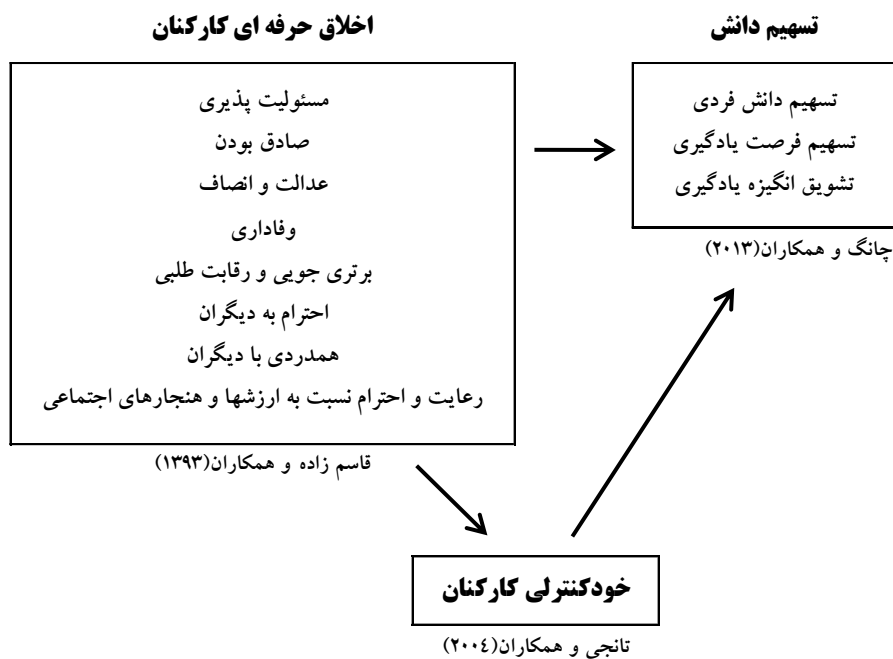 اخلاق حرفه ای کارکنان
مسئولیت پذیری
صادق بودن
عدالت و انصاف
وفاداری
برتری جویی و رقابت طلبی
احترام به دیگران
همدردی با دیگران
رعایت و احترام نسبت به ارزشها و هنجارهای اجتماعی
قاسم زاده و همکاران(۱۳۹۳)
تسهیم دانش
تسهیم دانش فردی
تسهیم فرصت یادگیری
تشویق انگیزه یادگیری
چانگ و همکاران(۲۰۱۳)
خودکنترلی کارکنان
تانجی و همکاران(۲۰۰٤)